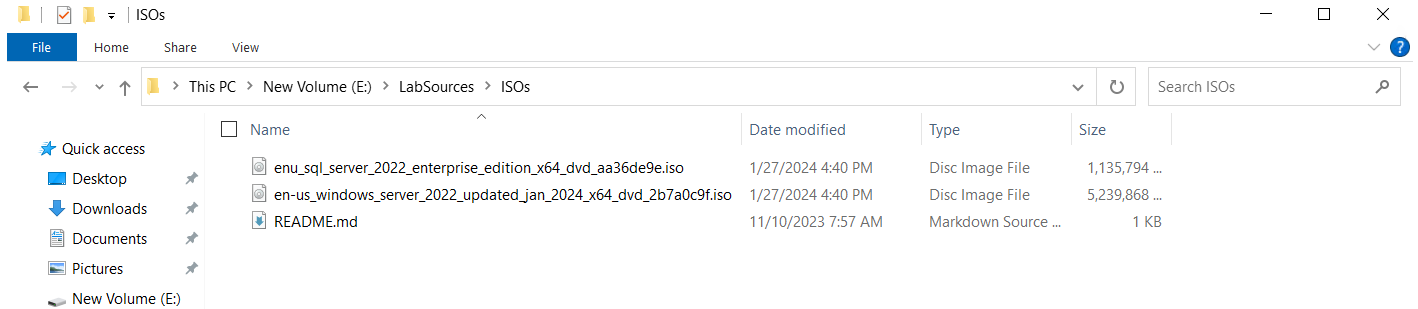 ISOs
File Home Share View
This PC New Volume (E:) LabSources ISOs Search ISOs
Name Date modified Type Size
Quick access
enu_sql_server_2022_enterprise_edition_x64_dvd_aa36de9e.iso 1/27/2024 4:40 PM Disc Image File 1,135,794 ...
Desktop
en-us_windows_server_2022_updated_jan_2024_x64_dvd_2b7a0c9f.iso 1/27/2024 4:40 PM Disc Image File 5,239,868 ...
Downloads
README.md 11/10/2023 7:57 AM Markdown Source ... 1 KB
Documents
Pictures
New Volume (E:)